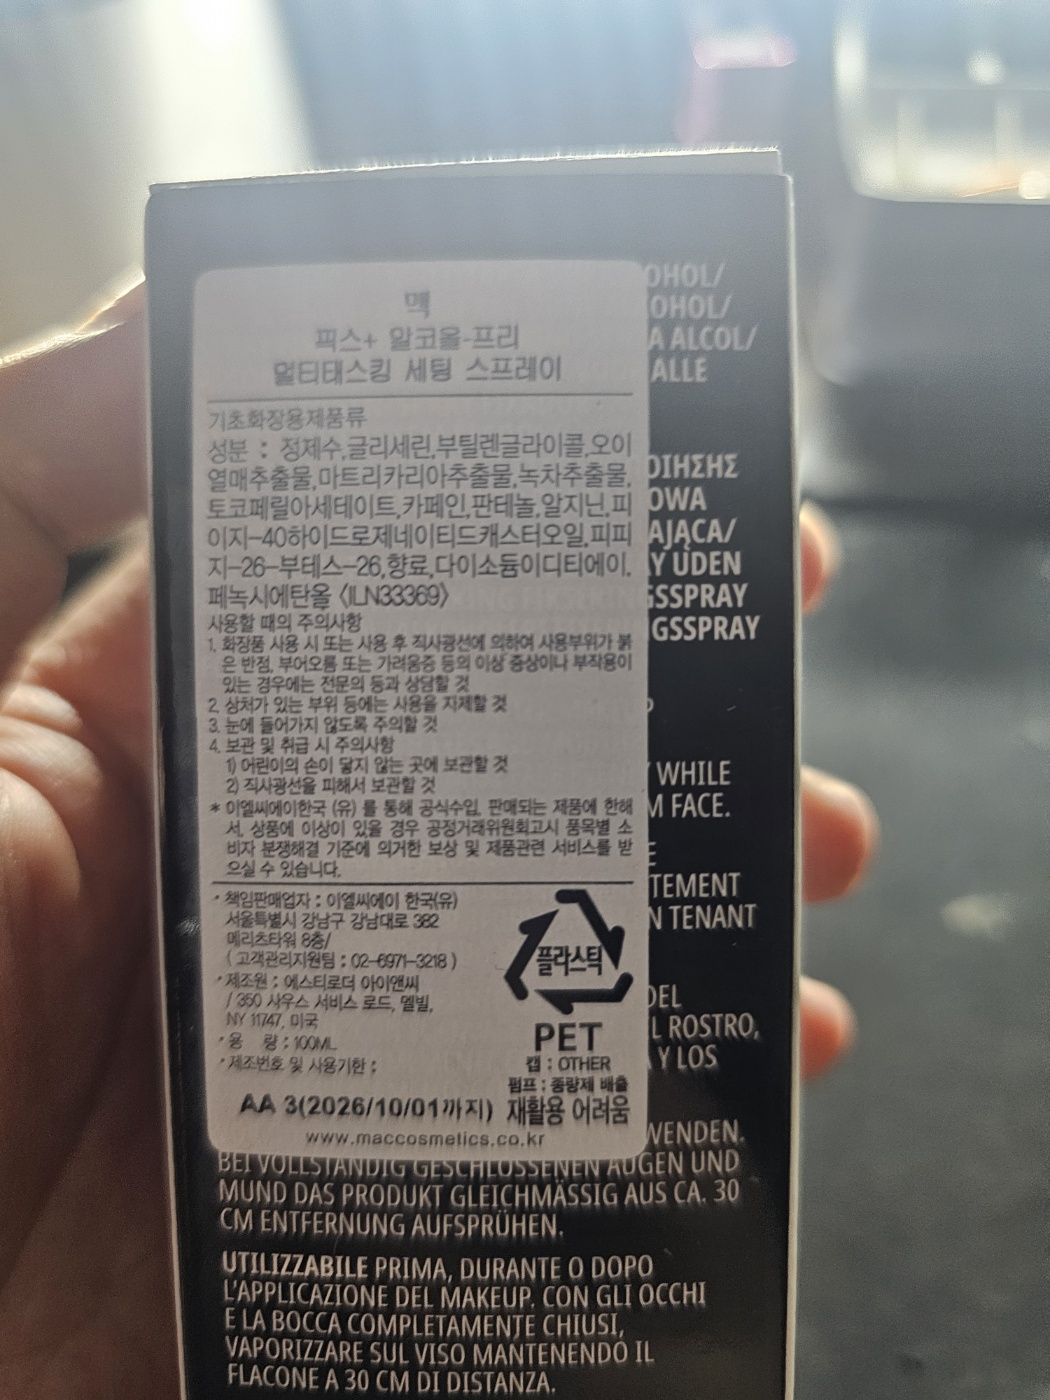 맥
픽스+ 알코올-프리
멀티태스킹 세팅 스프레이
기초화장용제품류
성분 : 정제수,글리세린,부틸렌글라이콜,오이
열매추출물,마트리카리아추출물,녹차추출물,
토코페릴아세테이트,카페인,판테놀,알지닌,피
이지-40하이드로제네이티드캐스터오일,피피
지-26-부테스-26,향료,다이소듐이디티에이,
페녹시에탄올 〈ILN33369〉
사용할 때의 주의사항
1. 화장품 사용 시 또는 사용 후 직사광선에 의하여 사용부위가 붉
은 반점, 부어오름 또는 가려움증 등의 이상 증상이나 부작용이
있는 경우에는 전문의 등과 상담할 것
2. 상처가 있는 부위 등에는 사용을 자제할 것
3. 눈에 들어가지 않도록 주의할 것
4. 보관 및 취급 시 주의사항
1) 어린이의 손이 닿지 않는 곳에 보관할 것
2) 직사광선을 피해서 보관할 것
* 이엘씨에이한국 (유) 를 통해 공식수입, 판매되는 제품에 한해
서, 상품에 이상이 있을 경우 공정거래위원회고시 품목별 소
비자 분쟁해결 기준에 의거한 보상 및 제품관련 서비스를 받
으실 수 있습니다.
· 책임판매업자 : 이엘씨에이 한국(유)
서울특별시 강남구 강남대로 382
메리츠타워 8층/
( 고객관리지원팀 : 02-6971-3218 )
· 제조원 : 에스티로더 아이앤씨
/ 350 사우스 서비스 로드, 멜빌,
NY 11747, 미국
· 용 량 : 100ML
· 제조번호 및 사용기한 :
AA 3(2026/10/01까지)
플라스틱
PET
캡 : OTHER
펌프 : 종량제 배출
재활용 어려움
www.maccosmetics.co.kr
OHOL/
OHOL/
A ALCOL/
ALLE
ΟΙΗΣΗΣ
OWA
AJĄCA/
Y UDEN
GSSPRAY
GSSPRAY
WHILE
M FACE.
E
TEMENT
N TENANT
DEL
L ROSTRO,
Y LOS
WENDEN.
BEI VOLLSTÄNDIG GESCHLOSSENEN AUGEN UND
MUND DAS PRODUKT GLEICHMÄSSIG AUS CA. 30
CM ENTFERNUNG AUFSPRÜHEN.
UTILIZZABILE PRIMA, DURANTE O DOPO
L'APPLICAZIONE DEL MAKEUP. CON GLI OCCHI
E LA BOCCA COMPLETAMENTE CHIUSI,
VAPORIZZARE SUL VISO MANTENENDO IL
FLACONE A 30 CM DI DISTANZA.